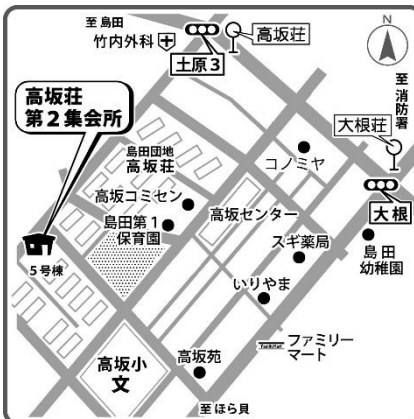 至 島田
竹内外科
土原3
高坂荘
N
至 消防署
高坂荘
第2集会所
大根荘
コノミヤ
島田団地
高坂荘
高坂コミセン
大根
高坂センター
島田第1
保育園
スギ薬局
島田
幼稚園
5号棟
いりやま
FamilyMart
ファミリー
マート
高坂小
文
高坂苑
至 ほら貝